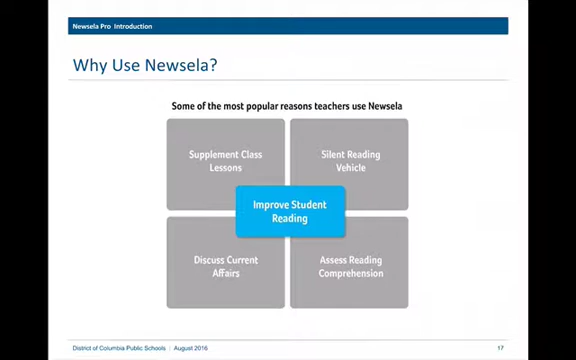 Newsela Pro Introduction
Why Use Newsela?
Some of the most popular reasons teachers use Newsela
Supplement Class
Lessons
Silent Reading
Vehicle
Improve Student
Reading
Discuss Current
Affairs
Assess Reading
Comprehension
District of Columbia Public Schools | August 2016
17